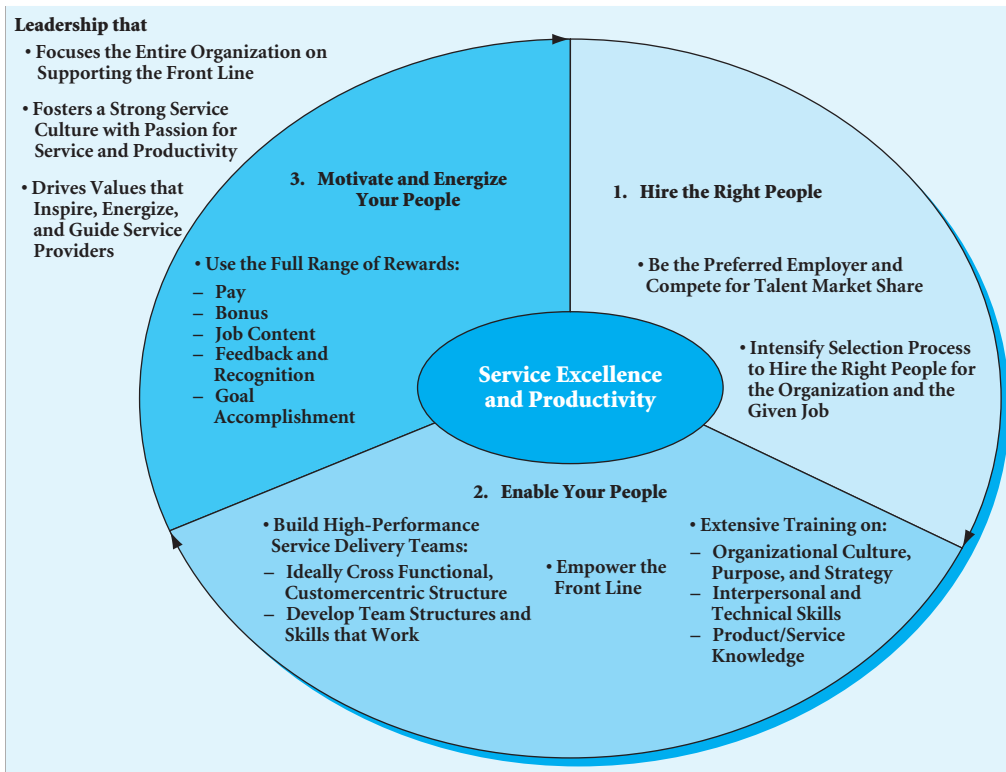 Leadership that
• Focuses the Entire Organization on
Supporting the Front Line
• Fosters a Strong Service
Culture with Passion for
Service and Productivity
• Drives Values that
Inspire, Energize,
and Guide Service
Providers
1. Hire the Right People
• Be the Preferred Employer and
Compete for Talent Market Share
• Intensify Selection Process
to Hire the Right People for
the Organization and the
Given Job
2. Enable Your People
• Build High-Performance
Service Delivery Teams:
– Ideally Cross Functional,
Customercentric Structure
– Develop Team Structures and
Skills that Work
• Empower the
Front Line
• Extensive Training on:
– Organizational Culture,
Purpose, and Strategy
– Interpersonal and
Technical Skills
– Product/Service
Knowledge
3. Motivate and Energize
Your People
• Use the Full Range of Rewards:
– Pay
– Bonus
– Job Content
– Feedback and
Recognition
– Goal
Accomplishment
Service Excellence
and Productivity